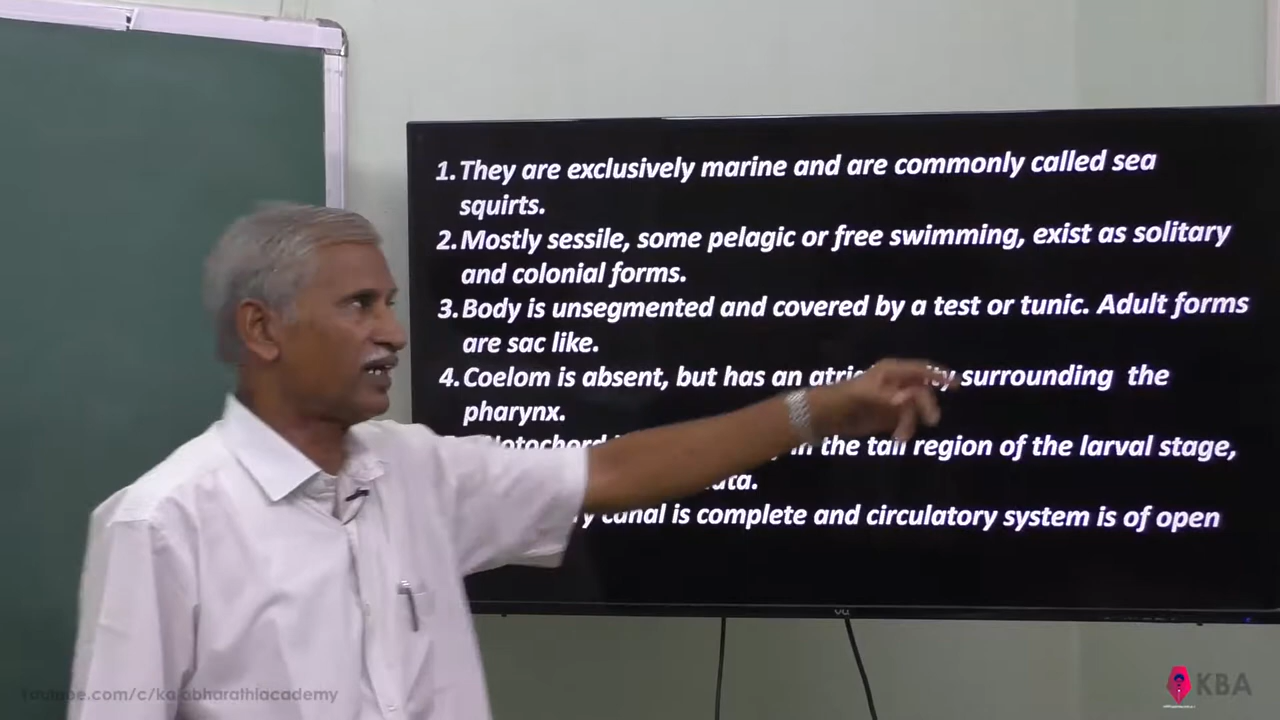 1. They are exclusively marine and are commonly called sea
squirts.
2. Mostly sessile, some pelagic or free swimming, exist as solitary
and colonial forms.
3. Body is unsegmented and covered by a test or tunic. Adult forms
are sac like.
4. Coelom is absent, but has an surrounding the
pharynx.
Notochord in the tail region of the larval stage,
canal is complete and circulatory system is of open
Youtube.com/c/kalabharathiacademy
KBA